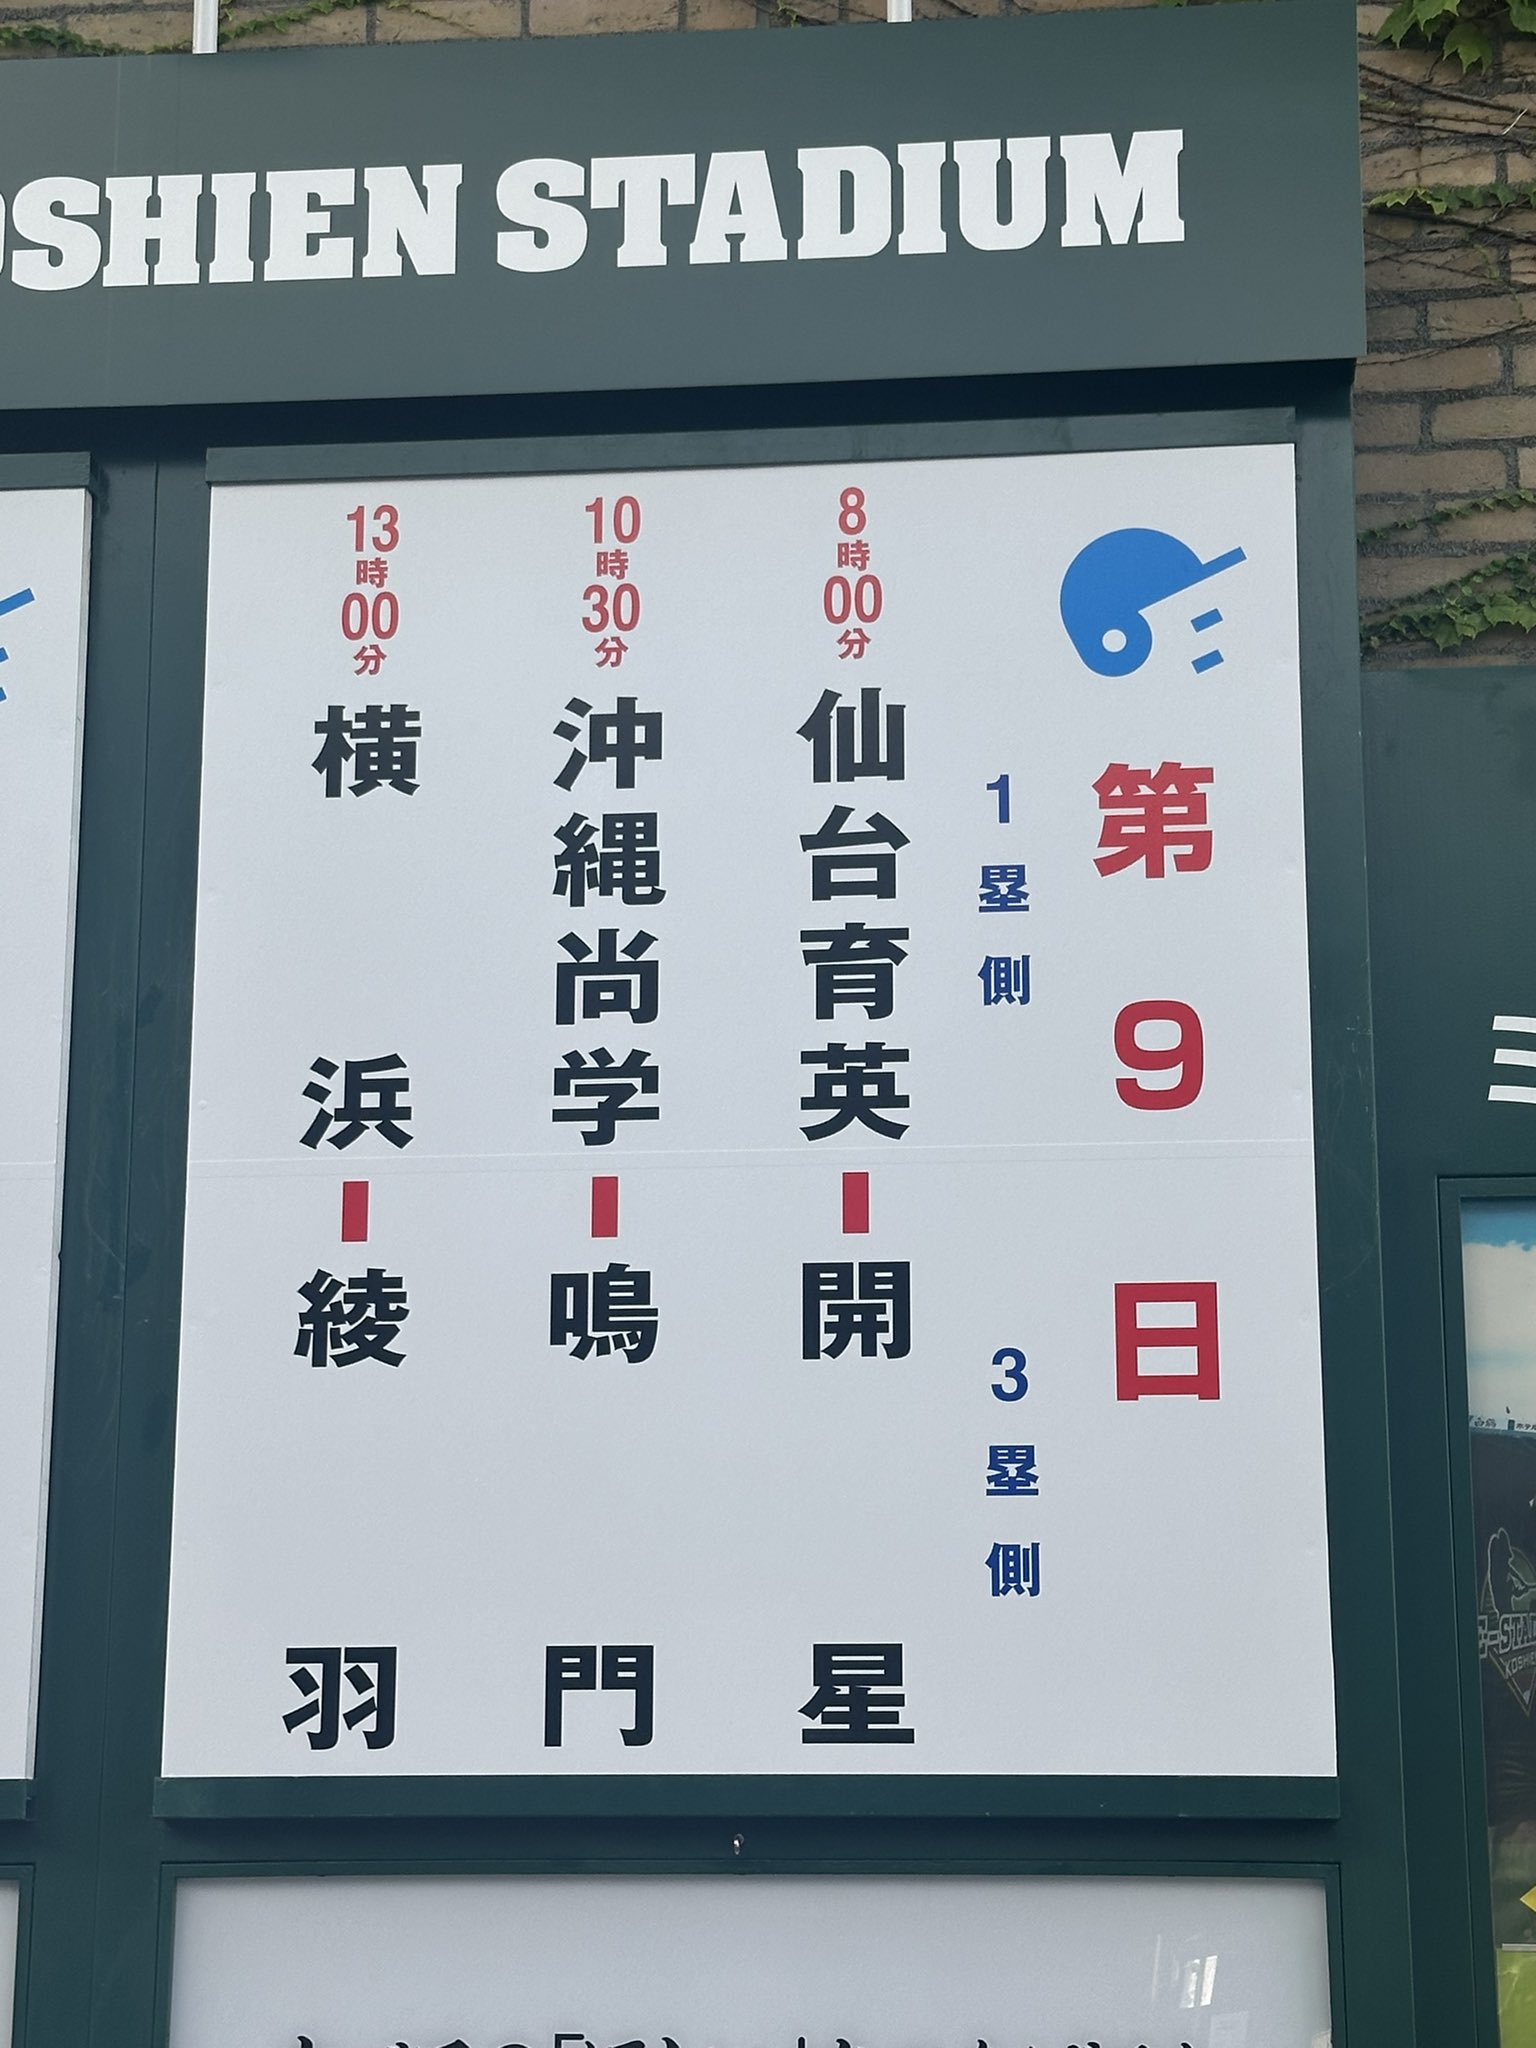 OSHIEN STADIUM
第9日
1塁側
3塁側
8時00分
仙台育英-開星
10時30分
沖縄尚学-鳴門
13時00分
横浜-綾羽